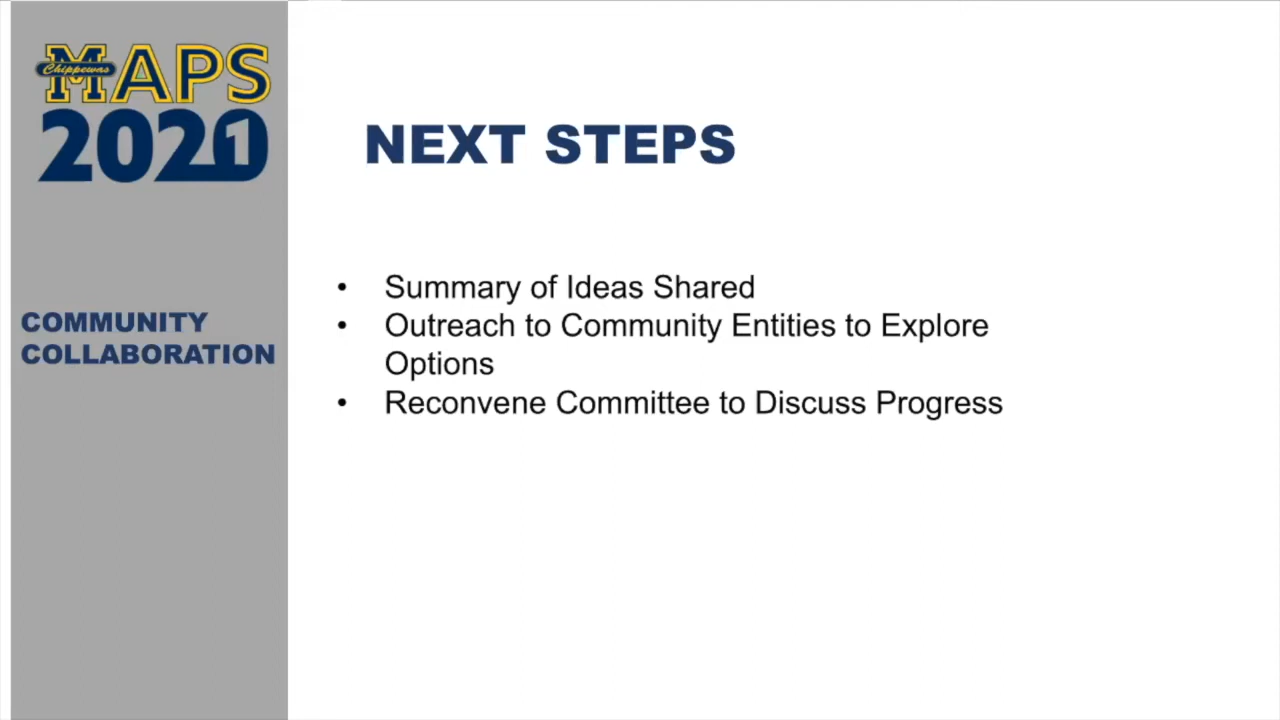 MAPS
Chippewas
2021
NEXT STEPS
COMMUNITY
COLLABORATION
• Summary of Ideas Shared
• Outreach to Community Entities to Explore
Options
• Reconvene Committee to Discuss Progress